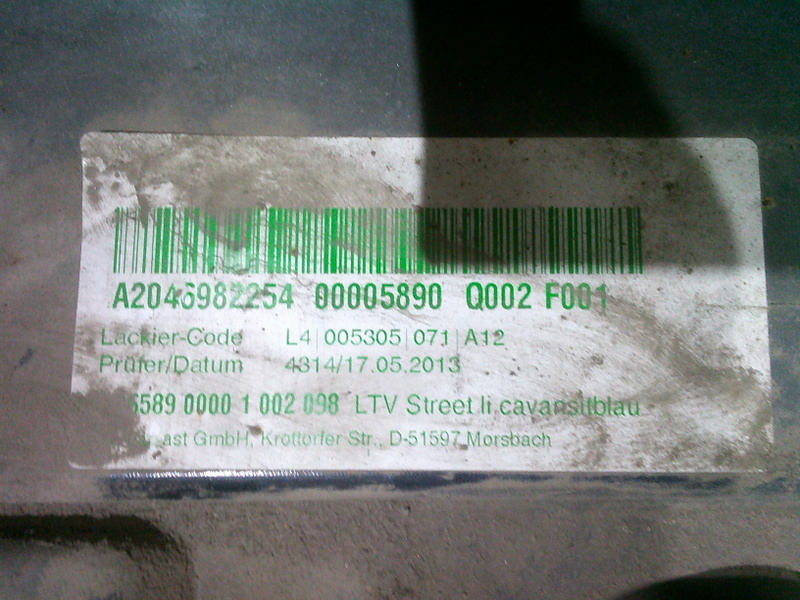 A2046982254 00005890 Q002 F001
Lackier-Code L4 | 005305 | 071 | A12
Prüfer/Datum 4314/17.05.2013
6589 0000 1 002 098 LTV Street li.cavansitblau
GmbH, Krottorfer Str., D-51597 Morsbach